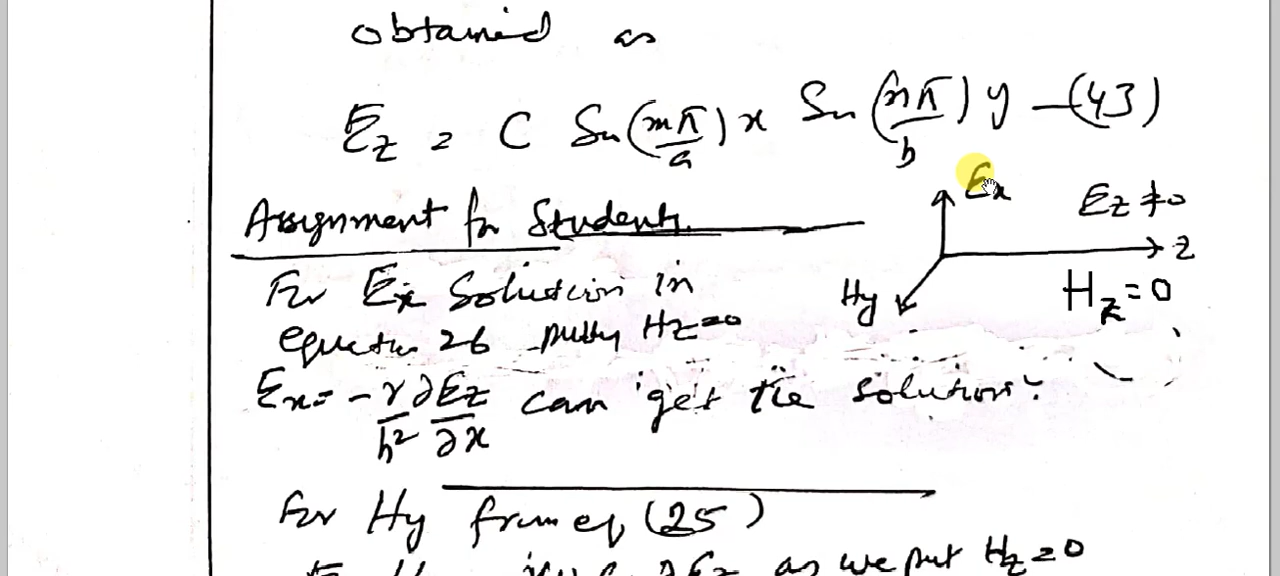 obtained as
Ez = C Sin(mπ/a)x Sin(nπ/b)y —(43)
Ex Ez≠0
Assignment for Students.
z
For Ex Solution in
Hy Hz=0
equation 26 putting Hz=0
Ex= -γ/h² ∂Ez/∂x can get the solution.
For Hy from eq (25)
∂Ez as we put Hz=0